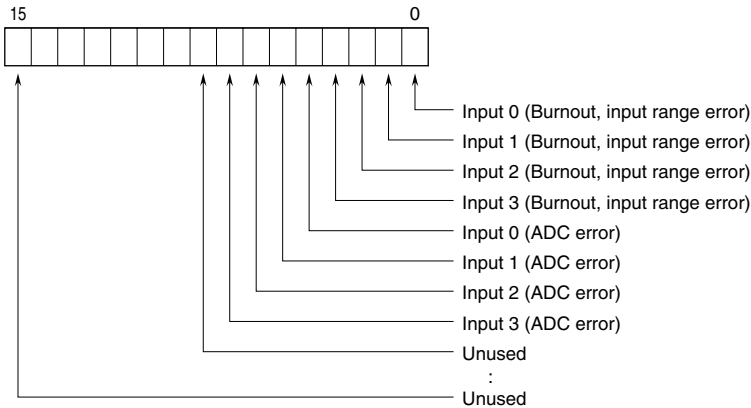 15 0
Input 0 (Burnout, input range error)
Input 1 (Burnout, input range error)
Input 2 (Burnout, input range error)
Input 3 (Burnout, input range error)
Input 0 (ADC error)
Input 1 (ADC error)
Input 2 (ADC error)
Input 3 (ADC error)
Unused
:
Unused